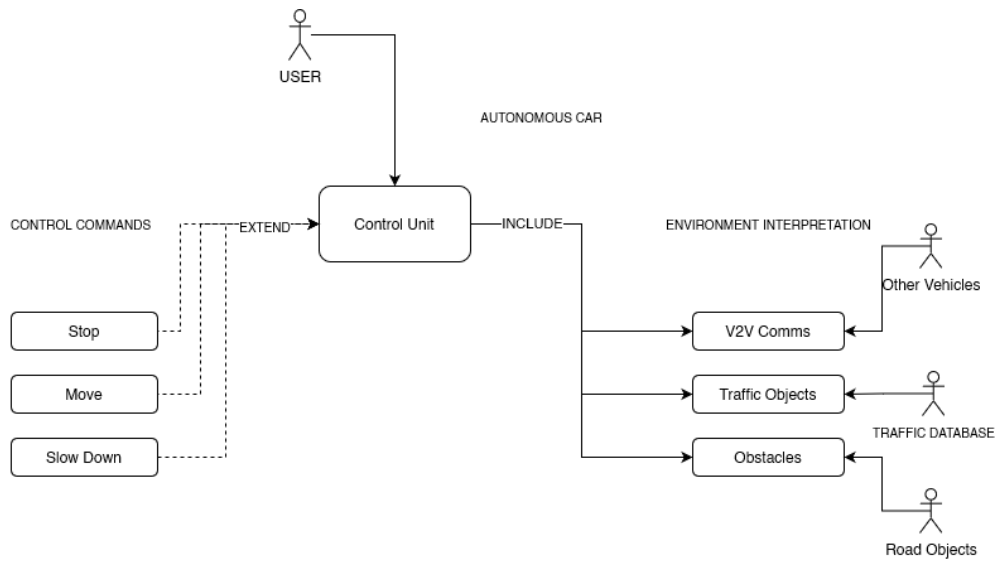 USER
AUTONOMOUS CAR
CONTROL COMMANDS
EXTEND
Control Unit
INCLUDE
ENVIRONMENT INTERPRETATION
Other Vehicles
Stop
V2V Comms
Move
Traffic Objects
TRAFFIC DATABASE
Slow Down
Obstacles
Road Objects